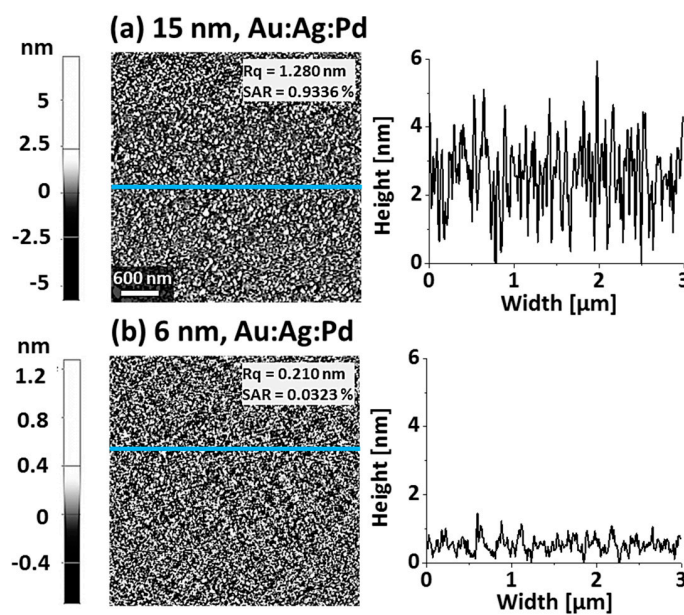 (a) 15 nm, Au:Ag:Pd
nm
5
2.5
0
-2.5
-5
Rq = 1.280 nm
SAR = 0.9336 %
600 nm
Height [nm]
6
4
2
0
0 1 2 3
Width [µm]
(b) 6 nm, Au:Ag:Pd
nm
1.2
0.8
0.4
0
-0.4
Rq = 0.210 nm
SAR = 0.0323 %
Height [nm]
6
4
2
0
0 1 2 3
Width [µm]